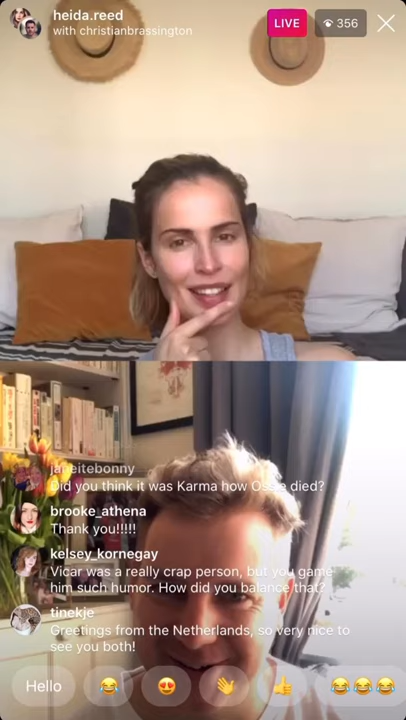 heida.reed
LIVE
356
with christianbrassington
janeitebonny
Did you think it was Karma how Ossie died?
brooke_athena
Thank you!!!!!
kelsey_kornegay
Vicar was a really crap person, but you game
him such humor. How did you balance that?
tinekje
Greetings from the Netherlands, so very nice to
see you both!
Hello